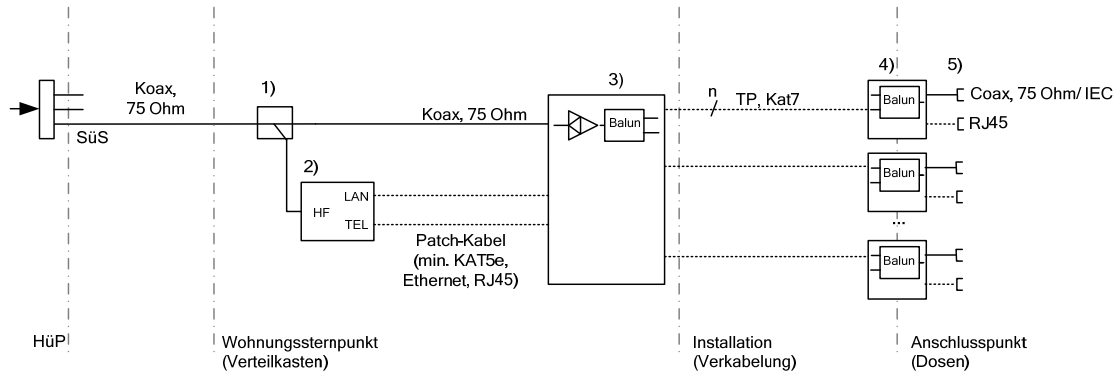 Koax,
75 Ohm
SüS
1)
2)
HF
LAN
TEL
Koax, 75 Ohm
Patch-Kabel
(min. KAT5e,
Ethernet, RJ45)
3)
Balun
n
TP, Kat7
4)
5)
Balun
Coax, 75 Ohm/ IEC
RJ45
Balun
...
Balun
HüP
Wohnungssternpunkt
(Verteilkasten)
Installation
(Verkabelung)
Anschlusspunkt
(Dosen)